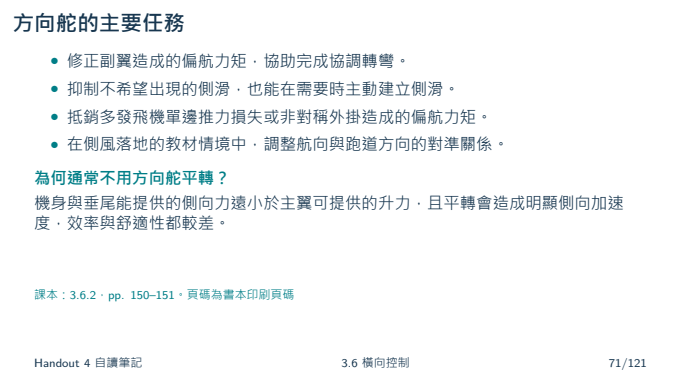 方向舵的主要任務
• 修正副翼造成的偏航力矩，協助完成協調轉彎。
• 抑制不希望出現的側滑，也能在需要時主動建立側滑。
• 抵銷多發飛機單邊推力損失或非對稱外掛造成的偏航力矩。
• 在側風落地的教材情境中，調整航向與跑道方向的對準關係。
為何通常不用方向舵平轉？
機身與垂尾能提供的側向力遠小於主翼可提供的升力，且平轉會造成明顯側向加速
度，效率與舒適性都較差。
課本：3.6.2，pp. 150–151。頁碼為書本印刷頁碼
Handout 4 自讀筆記
3.6 橫向控制
71/121